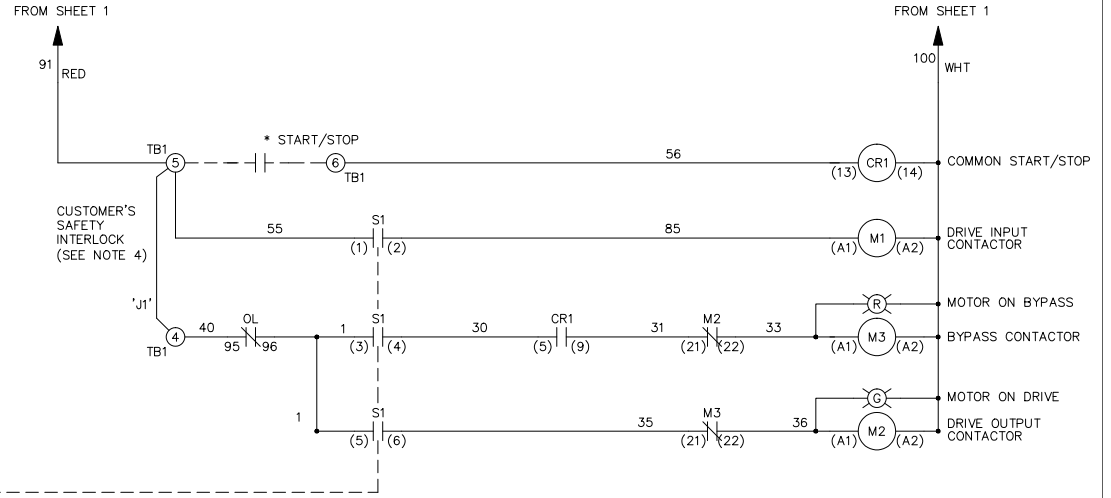 FROM SHEET 1
FROM SHEET 1
91
RED
100
WHT
* START/STOP
TB1
5
6
TB1
56
(13)
CR1
(14)
COMMON START/STOP
CUSTOMER'S
SAFETY
INTERLOCK
(SEE NOTE 4)
55
S1
(1)
(2)
85
(A1)
M1
(A2)
DRIVE INPUT
CONTACTOR
'J1'
R
MOTOR ON BYPASS
4
TB1
40
OL
95
96
1
S1
(3)
(4)
30
CR1
(5)
(9)
31
M2
(21)
(22)
33
(A1)
M3
(A2)
BYPASS CONTACTOR
G
MOTOR ON DRIVE
1
S1
(5)
(6)
35
M3
(21)
(22)
36
(A1)
M2
(A2)
DRIVE OUTPUT
CONTACTOR